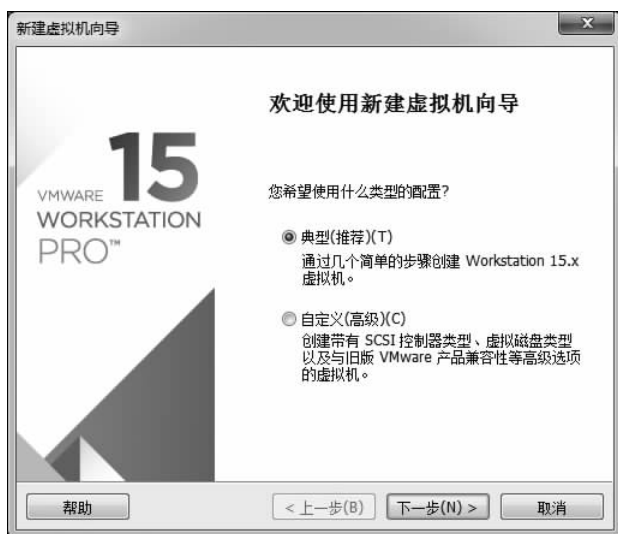 新建虚拟机向导
欢迎使用新建虚拟机向导
VMWARE 15
WORKSTATION
PRO™
您希望使用什么类型的配置?
典型(推荐)(T)
通过几个简单的步骤创建 Workstation 15.x
虚拟机。
自定义(高级)(C)
创建带有 SCSI 控制器类型、虚拟磁盘类型
以及与旧版 VMware 产品兼容性等高级选项
的虚拟机。
帮助
< 上一步(B)
下一步(N) >
取消